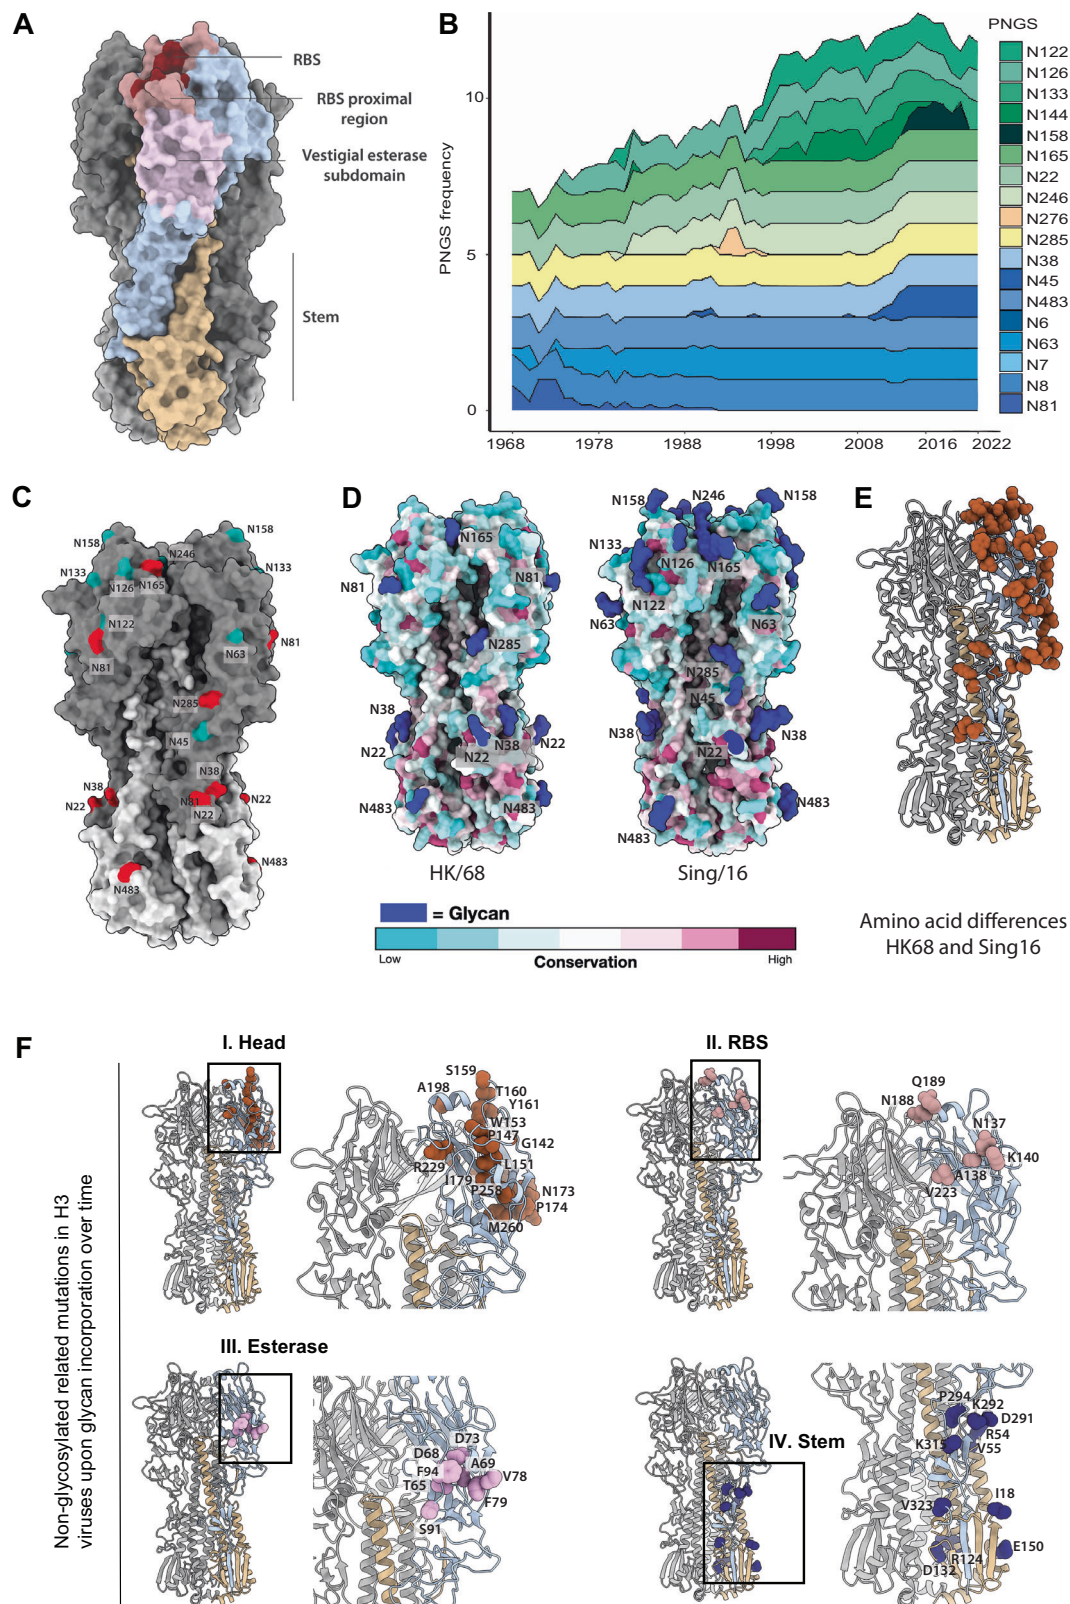 A
RBS
RBS proximal
region
Vestigial esterase
subdomain
Stem
B
PNGS
PNGS frequency
10
5
0
1968
1978
1988
1998
2008
2016
2022
N122
N126
N133
N144
N158
N165
N22
N246
N276
N285
N38
N45
N483
N6
N63
N7
N8
N81
C
N158
N246
N133
N133
N126
N165
N122
N81
N63
N81
N285
N45
N38
N38
N22
N81
N22
N22
N483
N483
D
N165
N81
N81
N285
N38
N38
N22
N22
N22
N483
N483
HK/68
N158
N246
N158
N133
N126
N165
N122
N63
N63
N285
N45
N38
N38
N22
N483
N483
Sing/16
= Glycan
Low
Conservation
High
E
Amino acid differences
HK68 and Sing16
F
Non-glycosylated related mutations in H3
viruses upon glycan incorporation over time
I. Head
S159
A198
T160
Y161
W153
P147
G142
R229
L151
I179
P258
N173
P174
M260
II. RBS
Q189
N188
N137
K140
A138
V223
III. Esterase
D73
D68
A69
F94
T65
V78
F79
S91
IV. Stem
P294
K292
D291
R54
K315
V55
I18
V323
E150
R124
D132